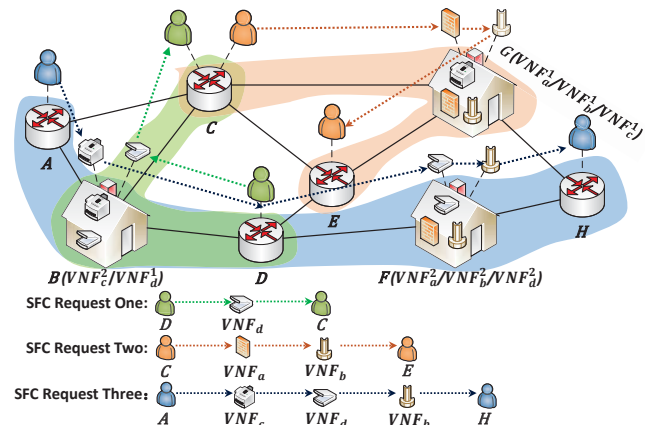 G(VNF_a^1/VNF_b^1/VNF_c^1)
C
A
E
H
B(VNF_c^2/VNF_d^1)
D
F(VNF_a^2/VNF_b^2/VNF_d^2)
SFC Request One:
D VNF_d C
SFC Request Two:
C VNF_a VNF_b E
SFC Request Three:
A VNF_c VNF_d VNF_b H